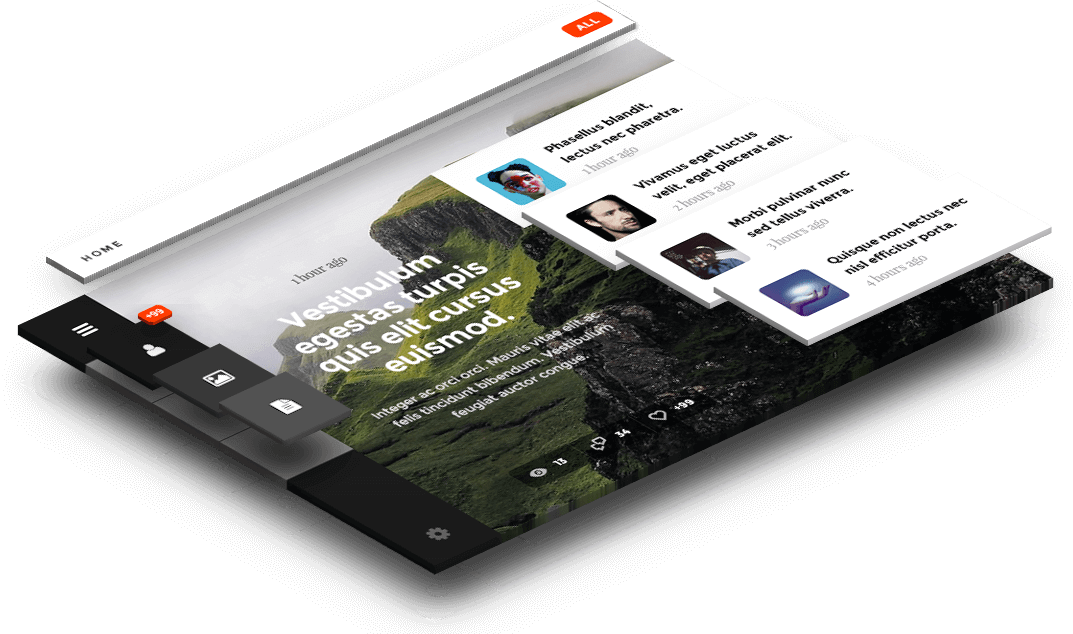 ALL
HOME
Phasellus blandit,
lectus nec pharetra.
1 hour ago
Vivamus eget luctus
velit, eget placerat elit.
2 hours ago
Morbi pulvinar nunc
sed tellus viverra.
3 hours ago
Quisque non lectus nec
nisl efficitur porta.
4 hours ago
+99
1 hour ago
Vestibulum
egestas turpis
quis elit cursus
euismod.
Integer ac orci orci. Mauris vitae elit ac
felis tincidunt bibendum. Vestibulum
feugiat auctor congue.
13
34
+99